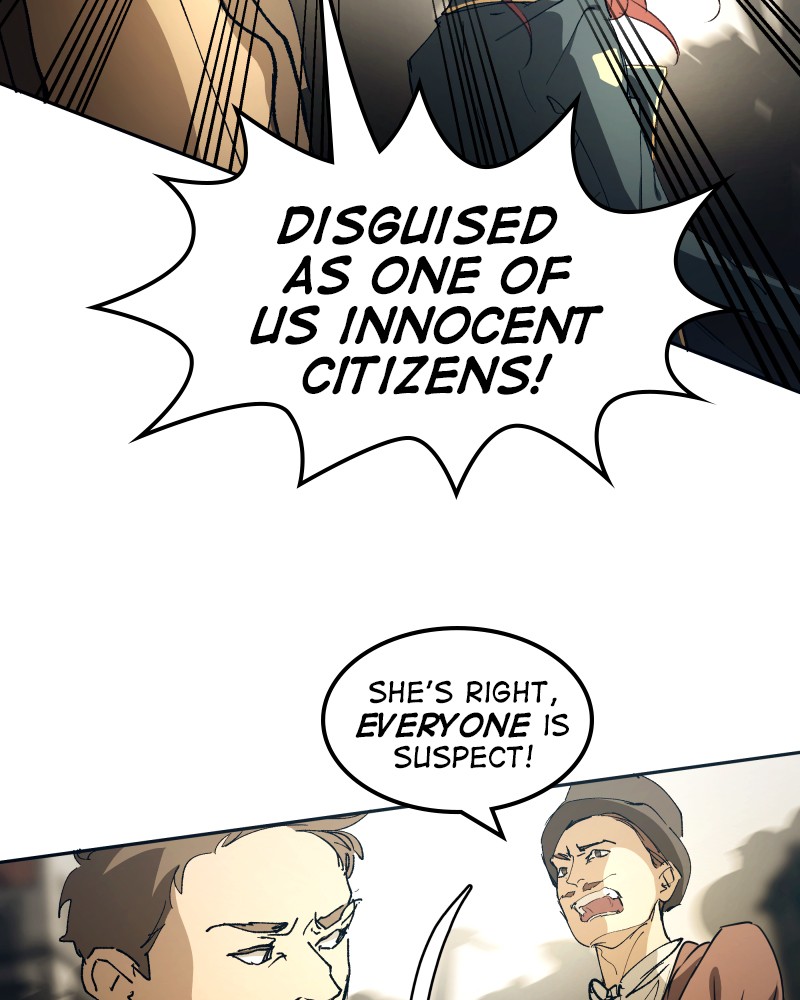 DISGUISED
AS ONE OF
US INNOCENT
CITIZENS!
SHE'S RIGHT,
EVERYONE IS
SUSPECT!